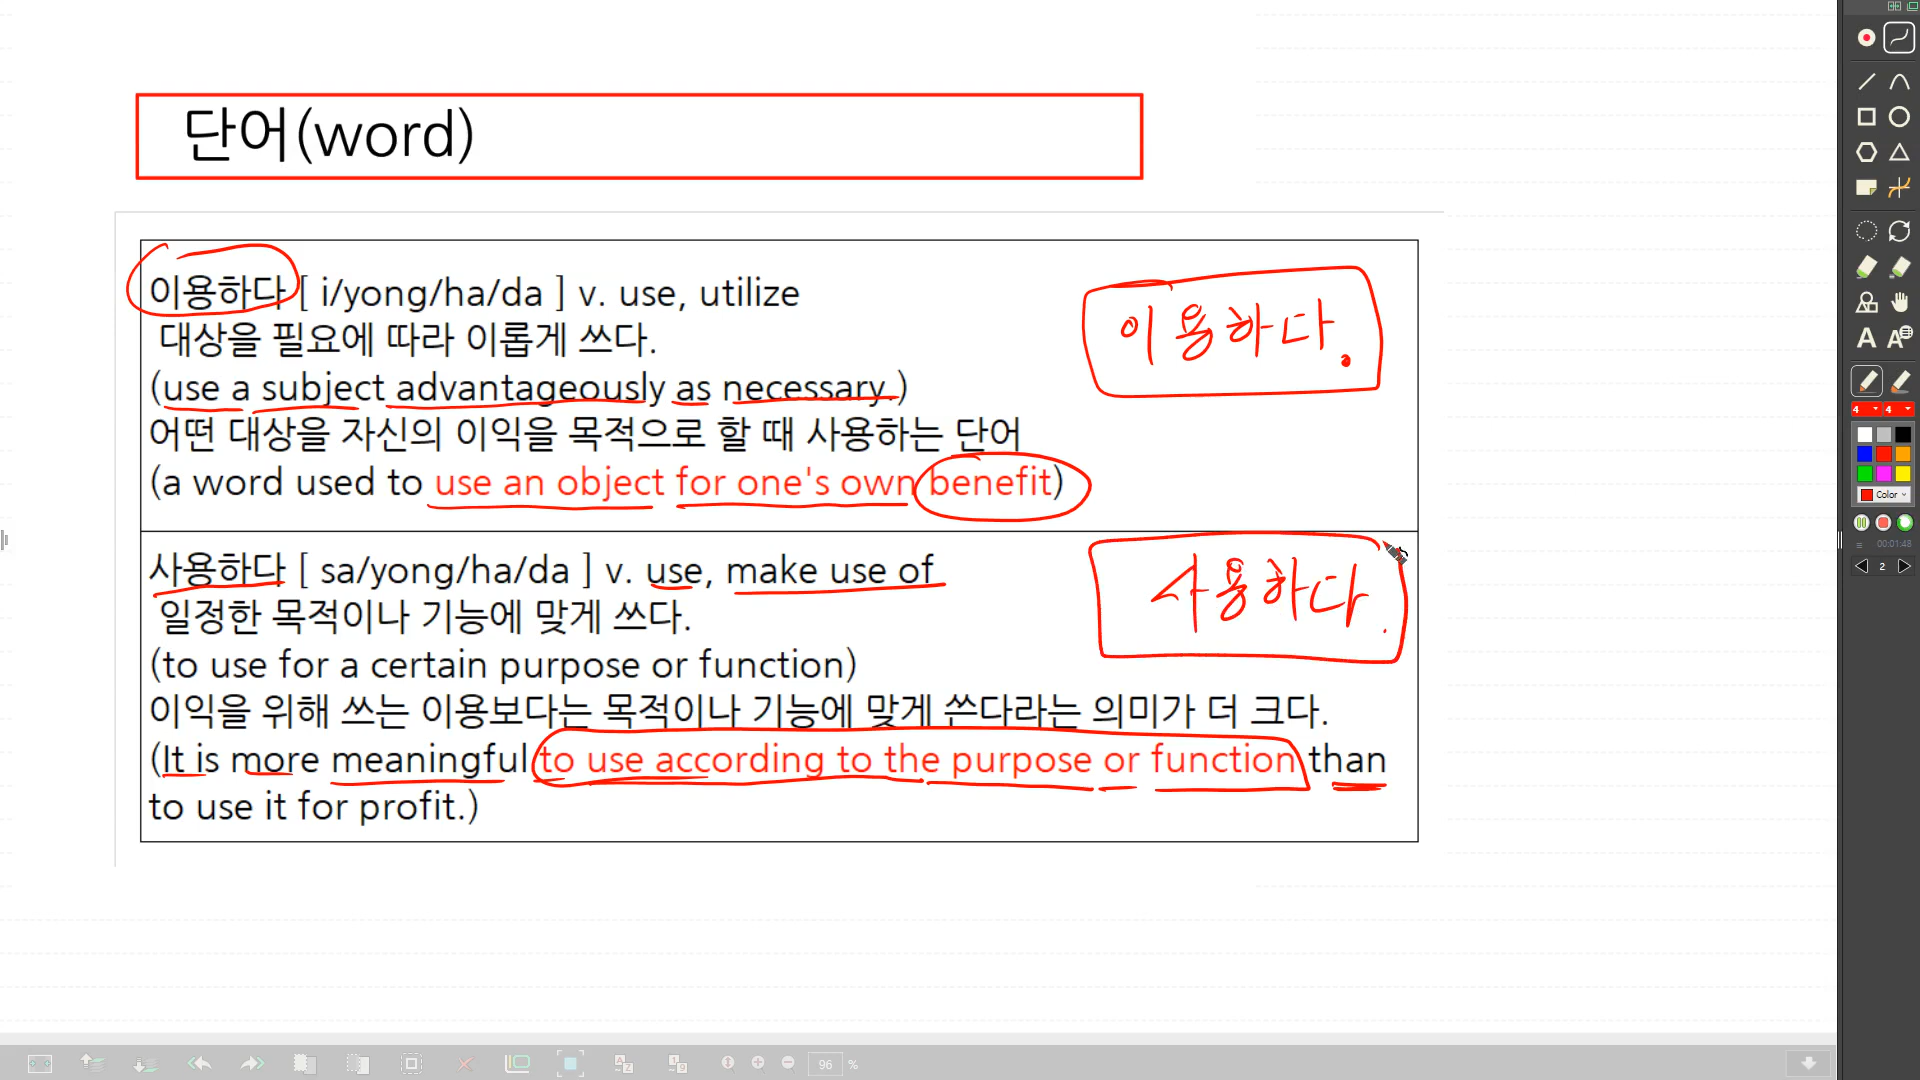 단어(word)
이용하다 [ i/yong/ha/da ] v. use, utilize
이용하다.
대상을 필요에 따라 이롭게 쓰다.
(use a subject advantageously as necessary.)
어떤 대상을 자신의 이익을 목적으로 할 때 사용하는 단어
(a word used to use an object for one's own benefit)
사용하다 [ sa/yong/ha/da ] v. use, make use of
사용하다.
일정한 목적이나 기능에 맞게 쓰다.
(to use for a certain purpose or function)
이익을 위해 쓰는 이용보다는 목적이나 기능에 맞게 쓴다라는 의미가 더 크다.
(It is more meaningful to use according to the purpose or function than
to use it for profit.)
A A
4 4
Color
00:01:48
2
96 %